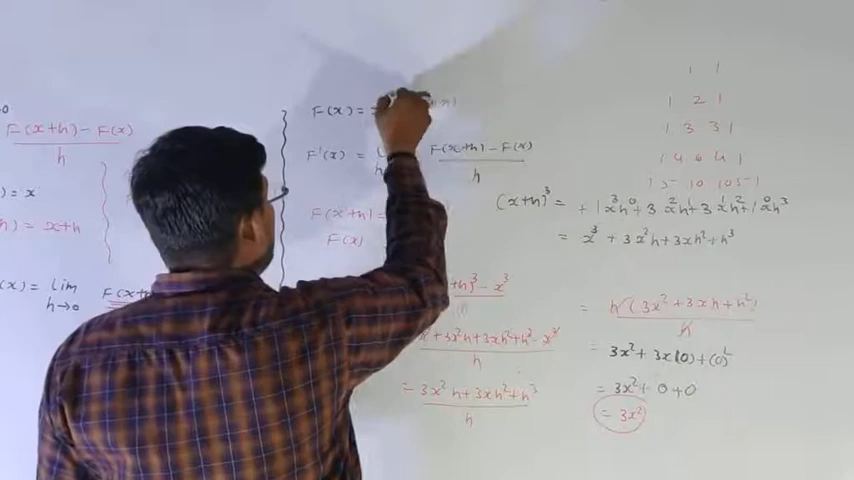 F(x+h)-F(x)
h
= x
= x+h
(x) = lim
h→0
F(x) =
F'(x) =
F(x+h)-F(x)
h
F(x+h) =
F(x)
)³-x³
h
x³+3x²h+3xh²+h³-x³
h
= 3x²h+3xh²+h³
h
1 1
1 2 1
1 3 3 1
1 4 6 4 1
1 5 10 10 5 1
(x+h)³ = + 1x³h⁰+3x²h¹+3x¹h²+1x⁰h³
= x³+3x²h+3xh²+h³
= h(3x²+3xh+h²)
h
= 3x²+3x(0)+(0)²
= 3x²+0+0
= 3x²